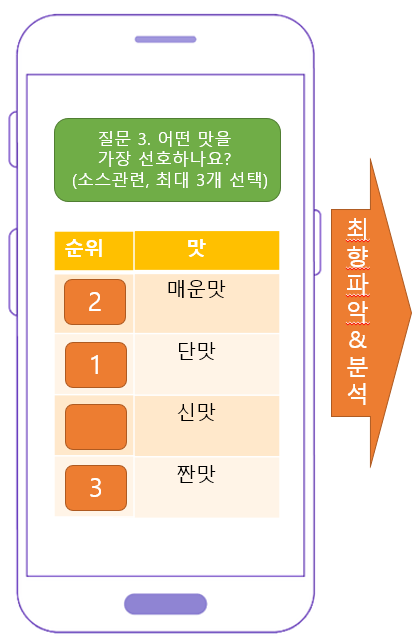 질문 3. 어떤 맛을
가장 선호하나요?
(소스관련, 최대 3개 선택)
순위 맛
2 매운맛
1 단맛
신맛
3 짠맛
최
향
파
악
&
분
석